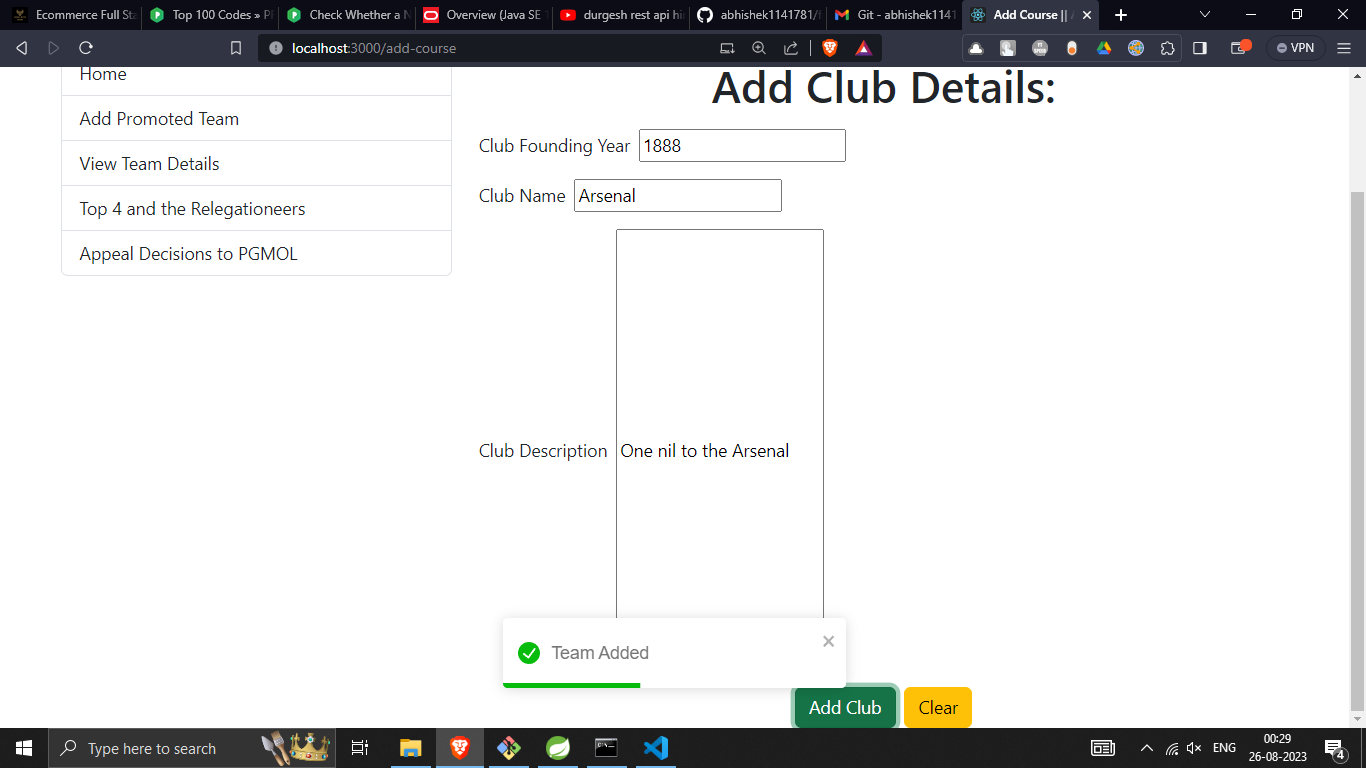 Ecommerce Full Sta
Top 100 Codes » P
Check Whether a N
Overview (Java SE 1
durgesh rest api hi
abhishek1141781/f
Git - abhishek1141
Add Course || 
localhost:3000/add-course
VPN
Home
Add Promoted Team
View Team Details
Top 4 and the Relegationeers
Appeal Decisions to PGMOL
Add Club Details:
Club Founding Year 1888
Club Name Arsenal
Club Description One nil to the Arsenal
Team Added
Add Club Clear
Type here to search
ENG
00:29
26-08-2023
4